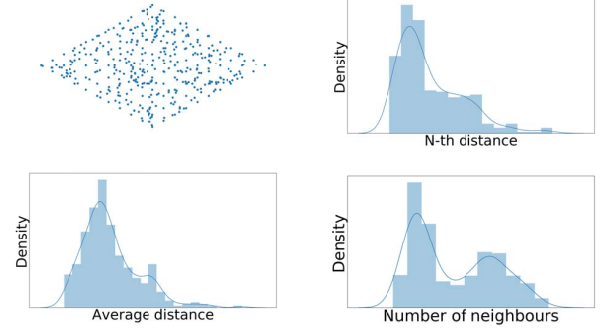 Density
N-th distance
Density
Average distance
Density
Number of neighbours